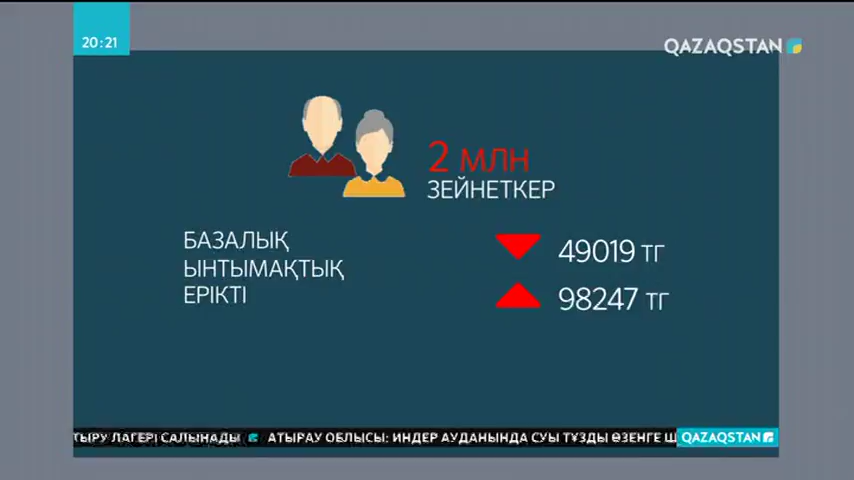 20:21
QAZAQSTAN
2 МЛН
ЗЕЙНЕТКЕР
БАЗАЛЫҚ
ЫНТЫМАҚТЫҚ
ЕРІКТІ
49019 ТГ
98247 ТГ
ТЫРУ ЛАГЕРІ САЛЫНАДЫ АТЫРАУ ОБЛЫСЫ: ИНДЕР АУДАНЫНДА СУЫ ТҰЗДЫ ӨЗЕНГЕ Ш QAZAQSTAN